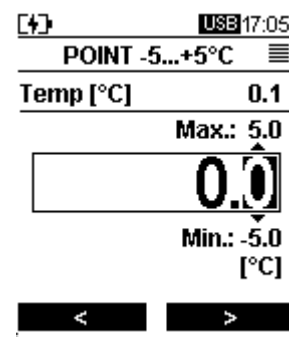 USB 17:05
POINT -5...+5°C
Temp [°C] 0.1
Max.: 5.0
0.0
Min.: -5.0
[°C]
< >